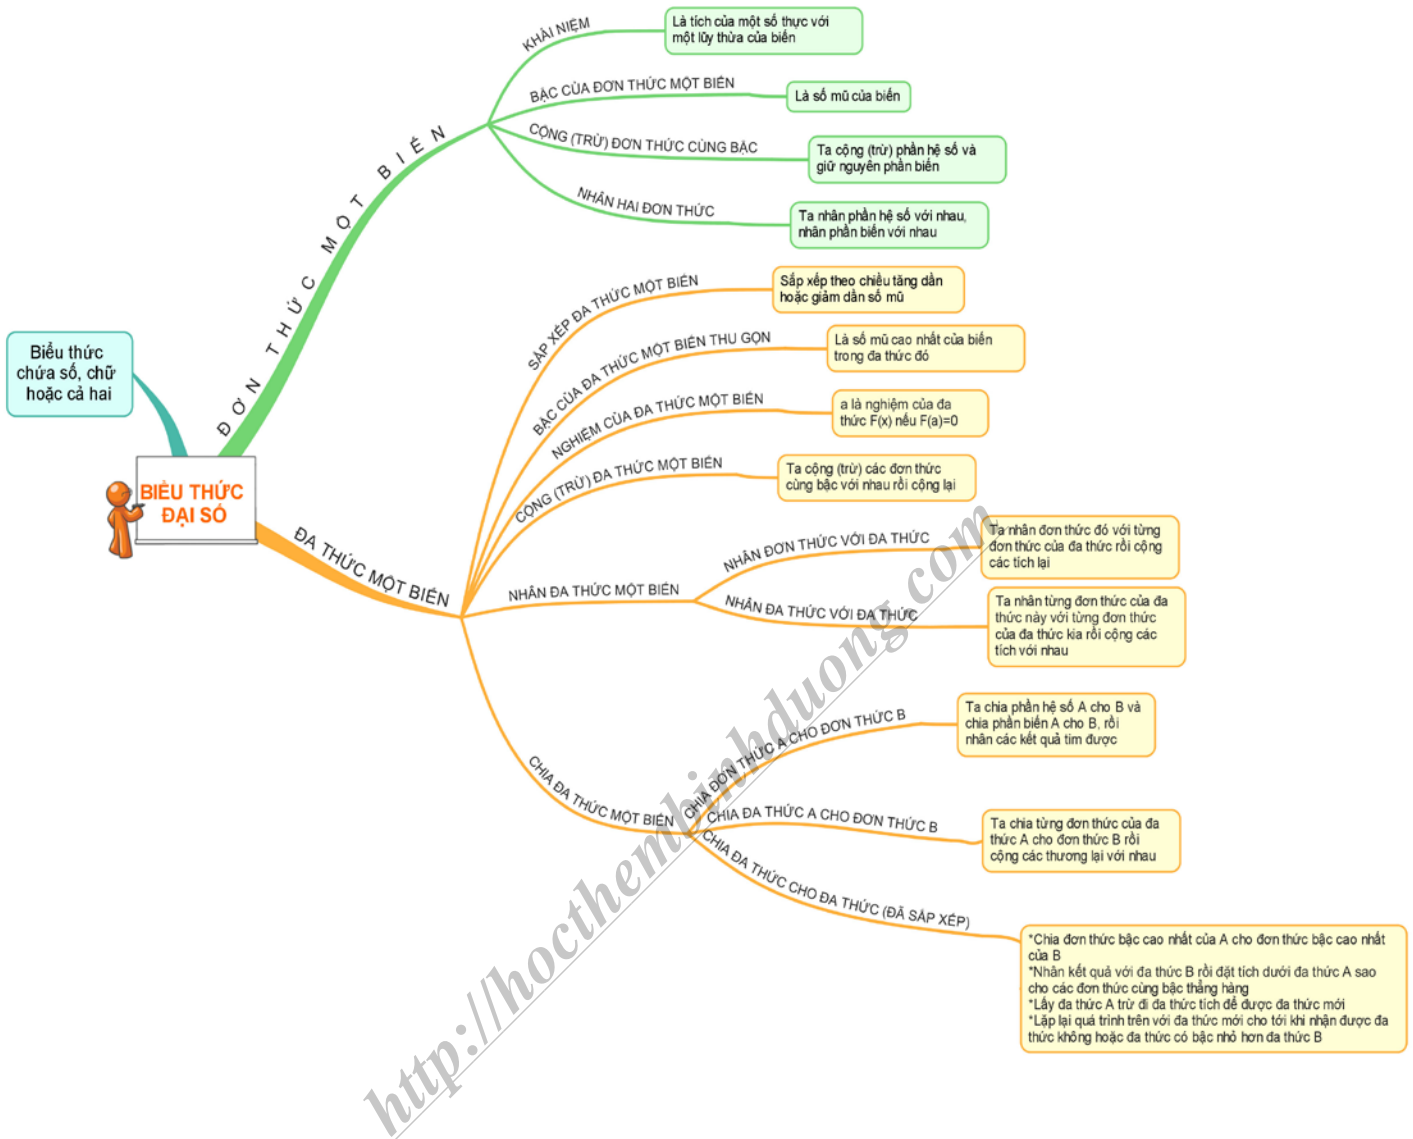 KHÁI NIỆM
Là tích của một số thực với
một lũy thừa của biến
BẬC CỦA ĐƠN THỨC MỘT BIẾN
Là số mũ của biến
CỘNG (TRỪ) ĐƠN THỨC CÙNG BẬC
Ta cộng (trừ) phần hệ số và
giữ nguyên phần biến
NHÂN HAI ĐƠN THỨC
Ta nhân phần hệ số với nhau,
nhân phần biến với nhau
ĐƠN THỨC MỘT BIẾN
Biểu thức
chứa số, chữ
hoặc cả hai
BIỂU THỨC
ĐẠI SỐ
ĐA THỨC MỘT BIẾN
SẮP XẾP ĐA THỨC MỘT BIẾN
Sắp xếp theo chiều tăng dần
hoặc giảm dần số mũ
BẬC CỦA ĐA THỨC MỘT BIẾN THU GỌN
Là số mũ cao nhất của biến
trong đa thức đó
NGHIỆM CỦA ĐA THỨC MỘT BIẾN
a là nghiệm của đa
thức F(x) nếu F(a)=0
CỘNG (TRỪ) ĐA THỨC MỘT BIẾN
Ta cộng (trừ) các đơn thức
cùng bậc với nhau rồi cộng lại
NHÂN ĐA THỨC MỘT BIẾN
NHÂN ĐƠN THỨC VỚI ĐA THỨC
Ta nhân đơn thức đó với từng
đơn thức của đa thức rồi cộng
các tích lại
NHÂN ĐA THỨC VỚI ĐA THỨC
Ta nhân từng đơn thức của đa
thức này với từng đơn thức
của đa thức kia rồi cộng các
tích với nhau
CHIA ĐA THỨC MỘT BIẾN
CHIA ĐƠN THỨC A CHO ĐƠN THỨC B
Ta chia phần hệ số A cho B và
chia phần biến A cho B, rồi
nhân các kết quả tìm được
CHIA ĐA THỨC A CHO ĐƠN THỨC B
Ta chia từng đơn thức của đa
thức A cho đơn thức B rồi
cộng các thương lại với nhau
CHIA ĐA THỨC CHO ĐA THỨC (ĐÃ SẮP XẾP)
*Chia đơn thức bậc cao nhất của A cho đơn thức bậc cao nhất
của B
*Nhân kết quả với đa thức B rồi đặt tích dưới đa thức A sao
cho các đơn thức cùng bậc thẳng hàng
*Lấy đa thức A trừ đi đa thức tích để được đa thức mới
*Lặp lại quá trình trên với đa thức mới cho tới khi nhận được đa
thức không hoặc đa thức có bậc nhỏ hơn đa thức B
http://hocthembinhduong.com